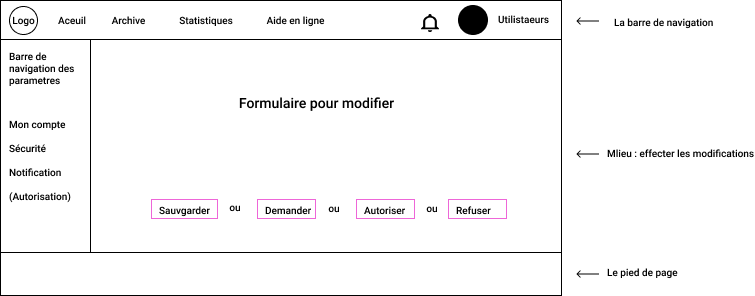 Logo
Aceuil
Archive
Statistiques
Aide en ligne
Utilistaeurs
La barre de navigation
Barre de
navigation des
parametres
Formulaire pour modifier
Mon compte
Sécurité
Mlieu : effecter les modifications
Notification
(Autorisation)
Sauvgarder
ou
Demander
ou
Autoriser
ou
Refuser
Le pied de page